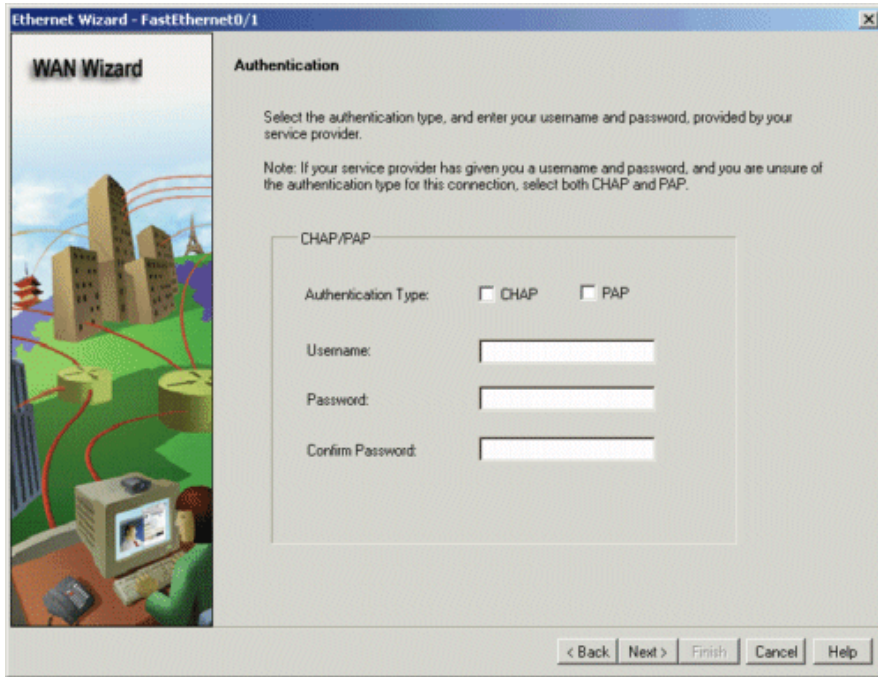 Ethernet Wizard - FastEthernet0/1
WAN Wizard
Authentication
Select the authentication type, and enter your username and password, provided by your
service provider.
Note: If your service provider has given you a username and password, and you are unsure of
the authentication type for this connection, select both CHAP and PAP.
CHAP/PAP
Authentication Type: CHAP PAP
Username:
Password:
Confirm Password:
< Back Next > Finish Cancel Help